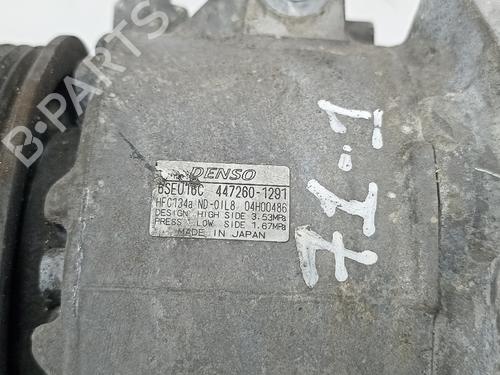 B-PARTS
DENSO
6SEU16C 447260-1291
HFC134a ND-OIL8 04H00486
DESIGN HIGH SIDE 3.53MPa
PRESS LOW SIDE 1.67MPa
MADE IN JAPAN